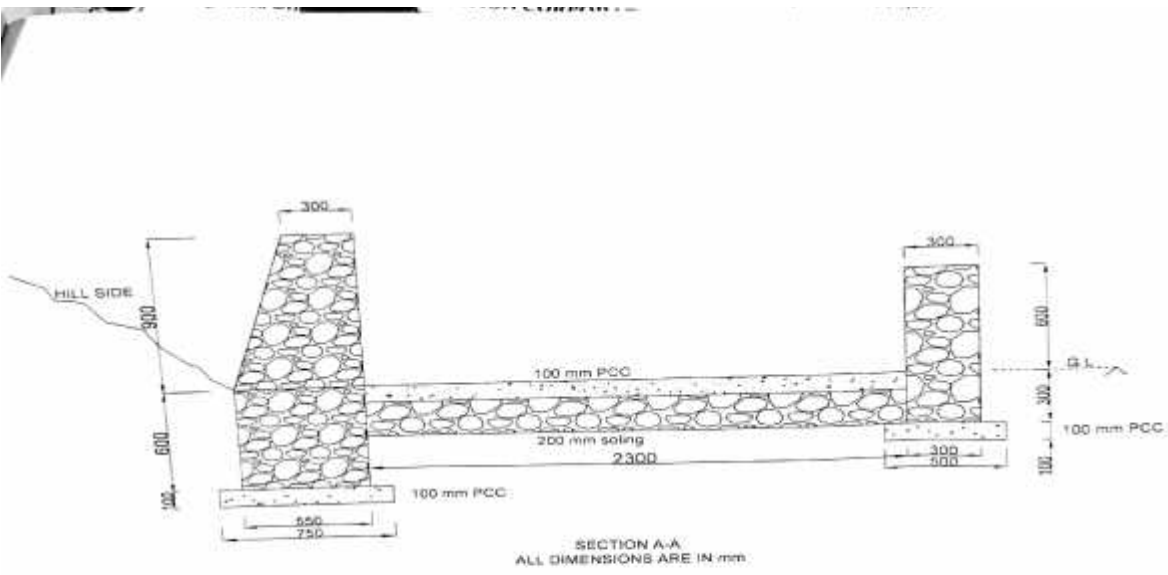 300
300
HILL SIDE
900
600
G.L
100 mm PCC
300
200 mm soling
100 mm PCC
2300
300
500
100
600
100
100 mm PCC
550
750
SECTION A-A
ALL DIMENSIONS ARE IN mm